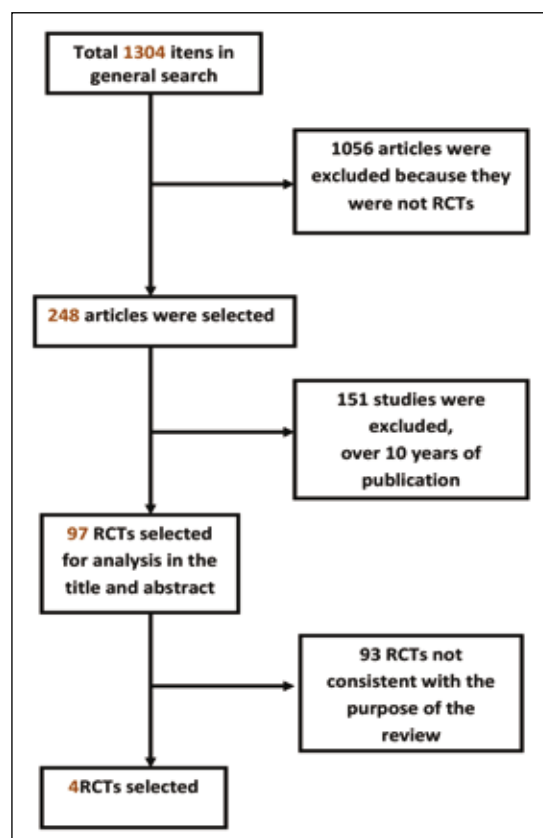 Total 1304 itens in
general search
1056 articles were
excluded because they
were not RCTs
248 articles were selected
151 studies were
excluded,
over 10 years of
publication
97 RCTs selected
for analysis in the
title and abstract
93 RCTs not
consistent with the
purpose of the
review
4RCTs selected